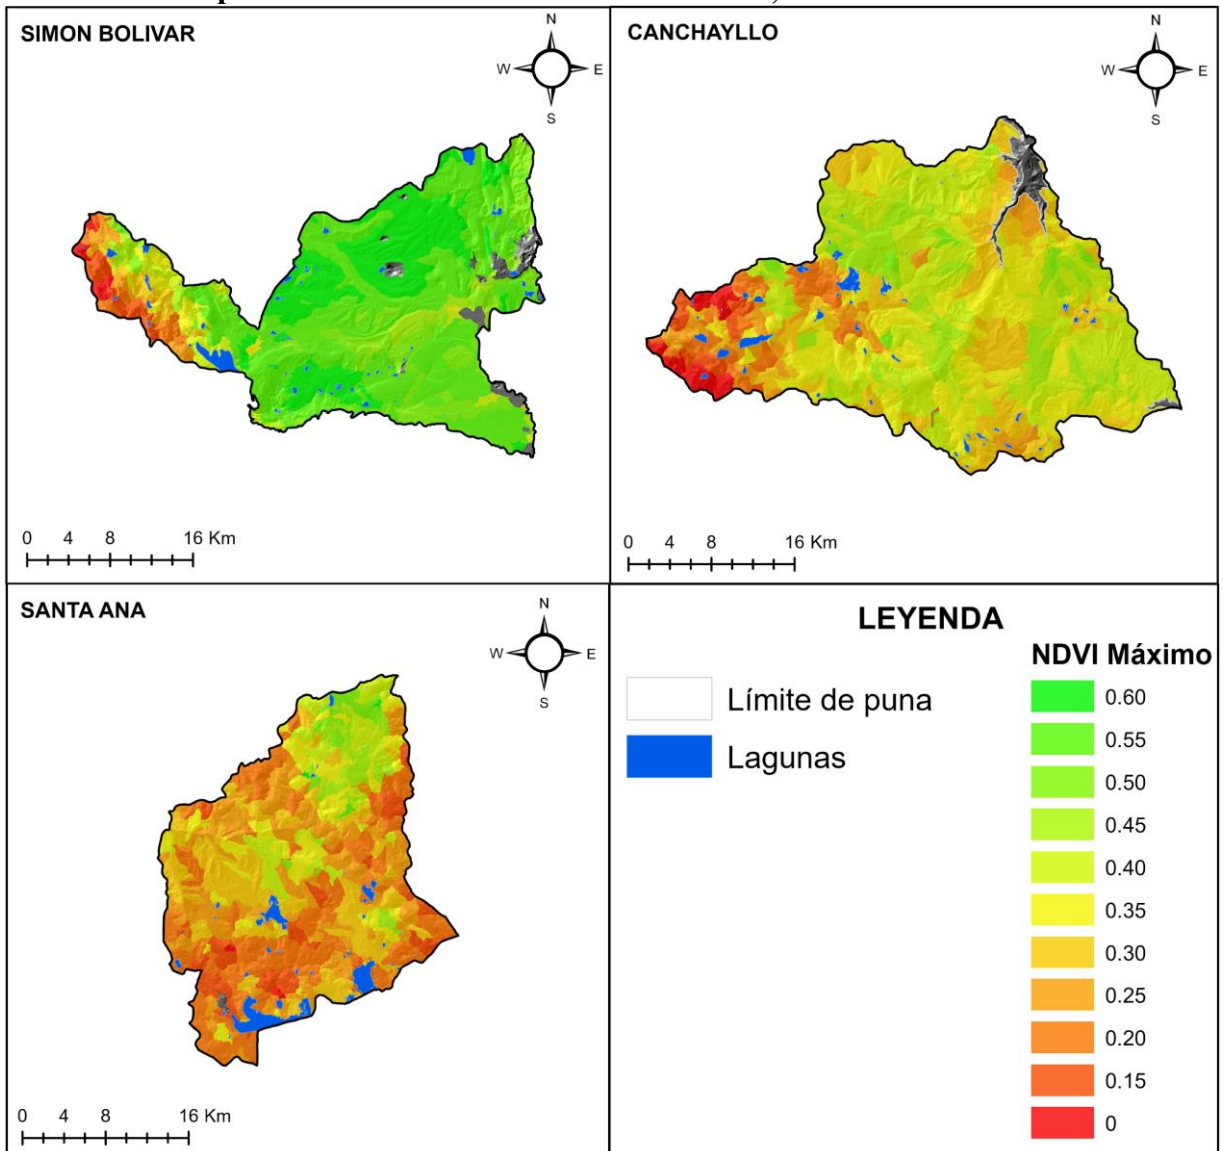 SIMON BOLIVAR
N
W E
S
0 4 8 16 Km
CANCHAYLLO
N
W E
S
0 4 8 16 Km
SANTA ANA
N
W E
S
0 4 8 16 Km
LEYENDA
Límite de puna
Lagunas
NDVI Máximo
0.60
0.55
0.50
0.45
0.40
0.35
0.30
0.25
0.20
0.15
0